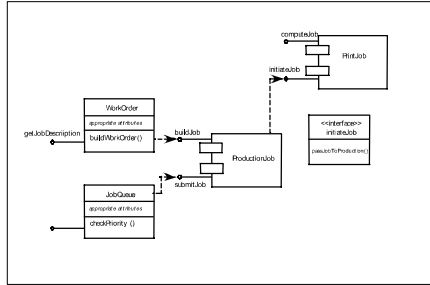 computeJob
PrintJob
initiateJob
WorkOrder
appropriate attributes
buildWorkOrder()
getJobDescription
buildJob
ProductionJob
submitJob
<<interface>>
initiateJob
passJobToProduction()
JobQueue
appropriate attributes
checkPriority ()